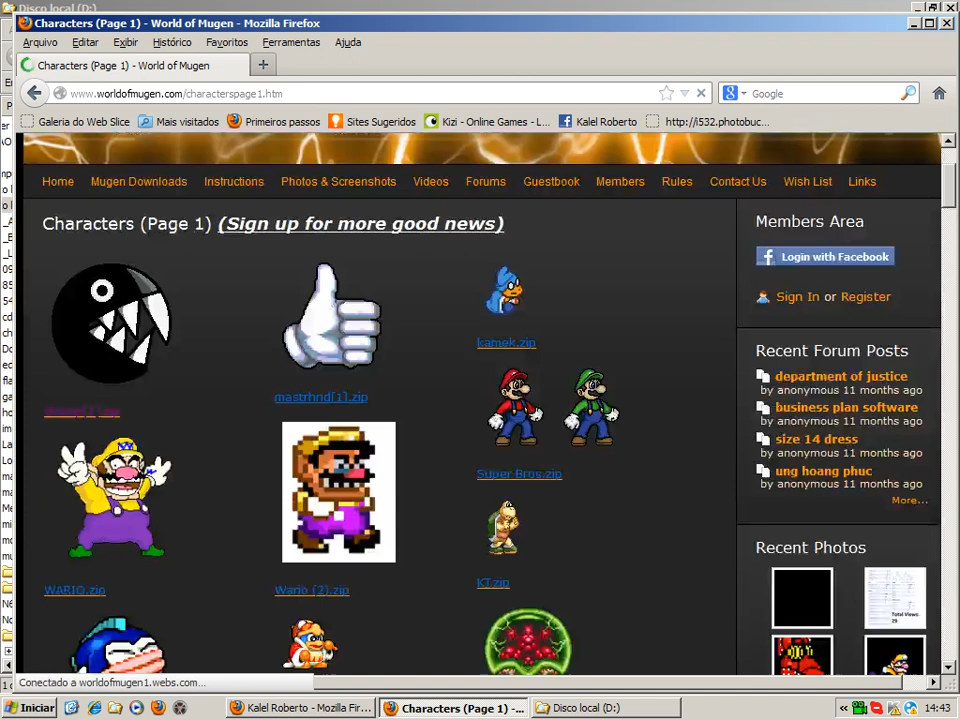 Disco local (D:)
Characters (Page 1) - World of Mugen - Mozilla Firefox
Arquivo Editar Exibir Histórico Favoritos Ferramentas Ajuda
Characters (Page 1) - World of Mugen
www.worldofmugen.com/characterspage1.htm
Google
Galeria do Web Slice Mais visitados Primeiros passos Sites Sugeridos Kizi - Online Games - L... Kalel Roberto http://i532.photobuc...
Home Mugen Downloads Instructions Photos & Screenshots Videos Forums Guestbook Members Rules Contact Us Wish List Links
Characters (Page 1) (Sign up for more good news)
Members Area
Login with Facebook
Sign In or Register
kamek.zip
mastrhnd[1].zip
Super Bros.zip
WARIO.zip
Wario (2).zip
KT.zip
Recent Forum Posts
department of justice
by anonymous 11 months ago
business plan software
by anonymous 11 months ago
size 14 dress
by anonymous 11 months ago
ung hoang phuc
by anonymous 11 months ago
More...
Recent Photos
Total Views:
29
Conectado a worldofmugen1.webs.com...
Iniciar
Kalel Roberto - Mozilla Fir...
Characters (Page 1) -...
Disco local (D:)
14:43